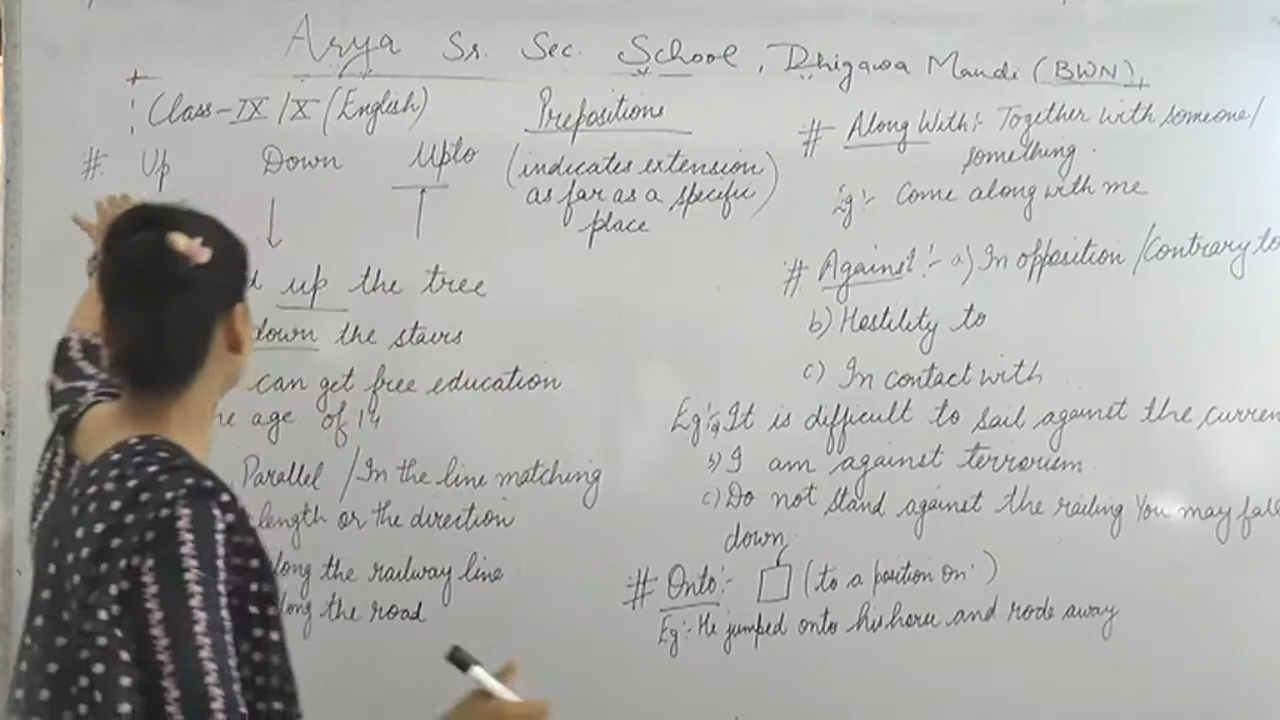 Arya Sr. Sec. School, Dhigawa Mandi (BWN),
Class-IX/X (English) Prepositions
# Up Down Upto (indicates extension
as far as a specific)
place
up the tree
down the stairs
can get free education
age of 14
Parallel / In the line matching
length or the direction
long the railway line
long the road
# Along With:- Together with someone/
something.
Eg:- Come along with me
# Against:- a) In opposition / Contrary to
b) Hestility to
c) In contact with
Eg:- a) It is difficult to sail against the curren
b) I am against terrorism
c) Do not stand against the railing You may fall
down
# Onto:- (to a position on)
Eg:- He jumped onto his horse and rode away